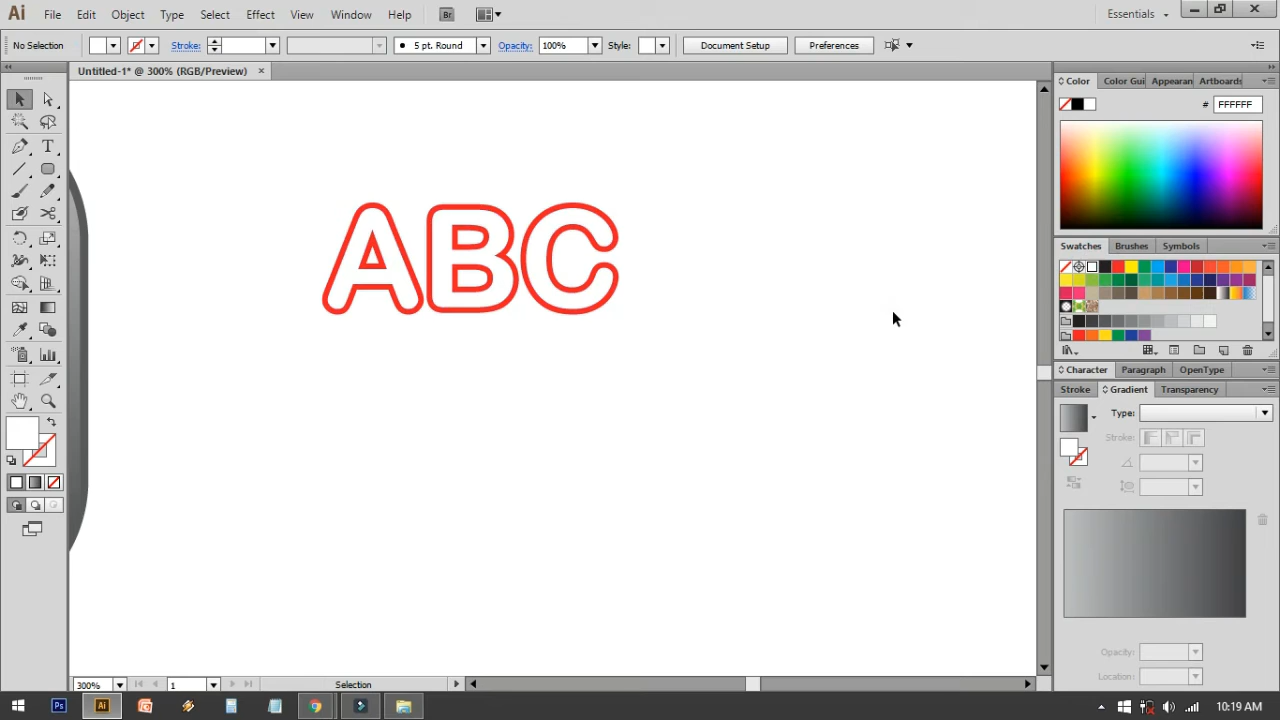 Ai File Edit Object Type Select Effect View Window Help Br Essentials
No Selection Stroke: 5 pt. Round Opacity: 100% Style: Document Setup Preferences
Untitled-1* @ 300% (RGB/Preview)
Color Color Gui Appearan Artboards
# FFFFFF
ABC
Swatches Brushes Symbols
Character Paragraph OpenType
Stroke Gradient Transparency
Type:
Stroke:
Opacity:
Location:
300% 1 Selection
Ps Ai 10:19 AM